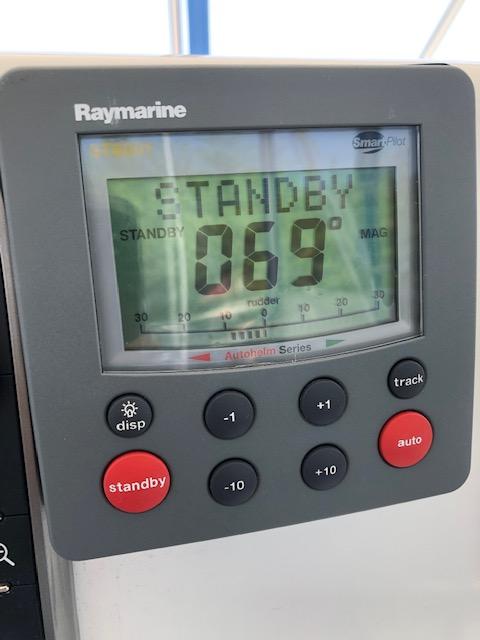 Raymarine
SmartPilot
STANDBY
STANDBY 069° MAG
rudder
30 20 10 0 10 20 30
Autohelm Series
disp -1 +1 track
standby -10 +10 auto